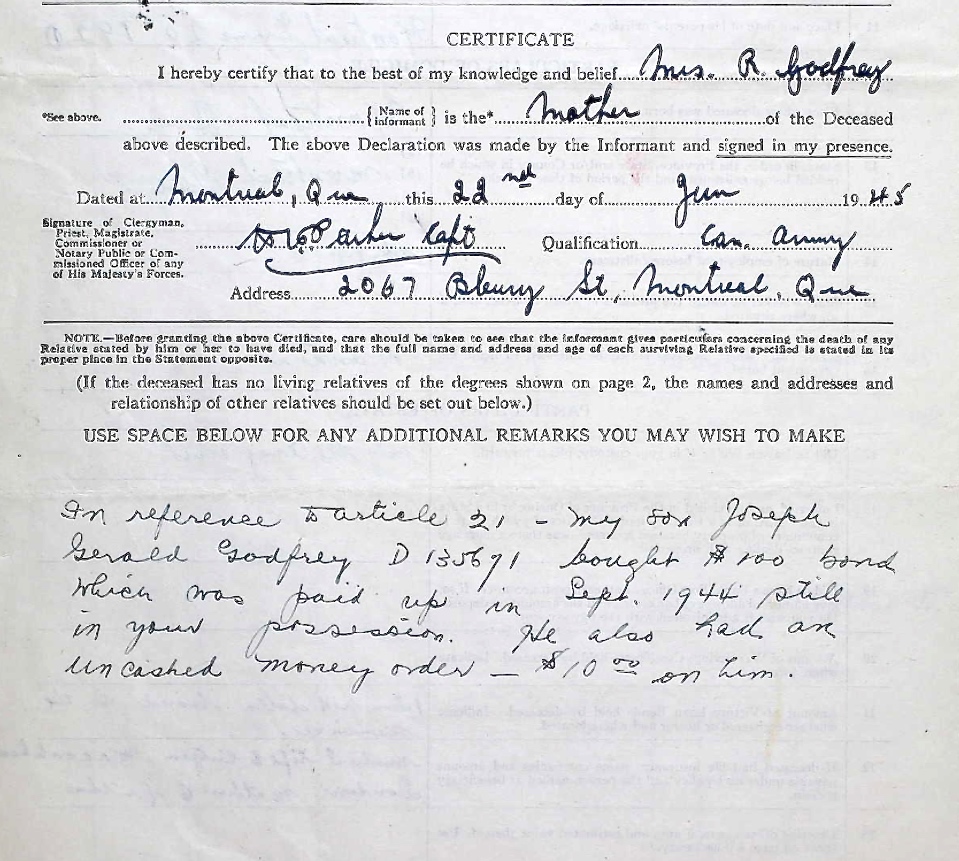 CERTIFICATE
I hereby certify that to the best of my knowledge and belief Mrs. R. Godfrey
*See above. { Name of informant } is the* Mother of the Deceased
above described. The above Declaration was made by the Informant and signed in my presence.
Dated at Montreal, Que this 22nd day of Jun 1945
Signature of Clergyman,
Priest, Magistrate,
Commissioner or
Notary Public or Com-
missioned Officer of any
of His Majesty's Forces.
Parker Capt Qualification Can. Army
Address 2067 Bleury St, Montreal, Que
NOTE.—Before granting the above Certificate, care should be taken to see that the informant gives particulars concerning the death of any
Relative stated by him or her to have died, and that the full name and address and age of each surviving Relative specified is stated in its
proper place in the Statement opposite.
(If the deceased has no living relatives of the degrees shown on page 2, the names and addresses and
relationship of other relatives should be set out below.)
USE SPACE BELOW FOR ANY ADDITIONAL REMARKS YOU MAY WISH TO MAKE
In reference to article 21 - my son Joseph
Gerald Godfrey D 135671 bought $100 bond
which was paid up in Sept. 1944 still
in your possession. He also had an
uncashed money order — $10 00 on him.